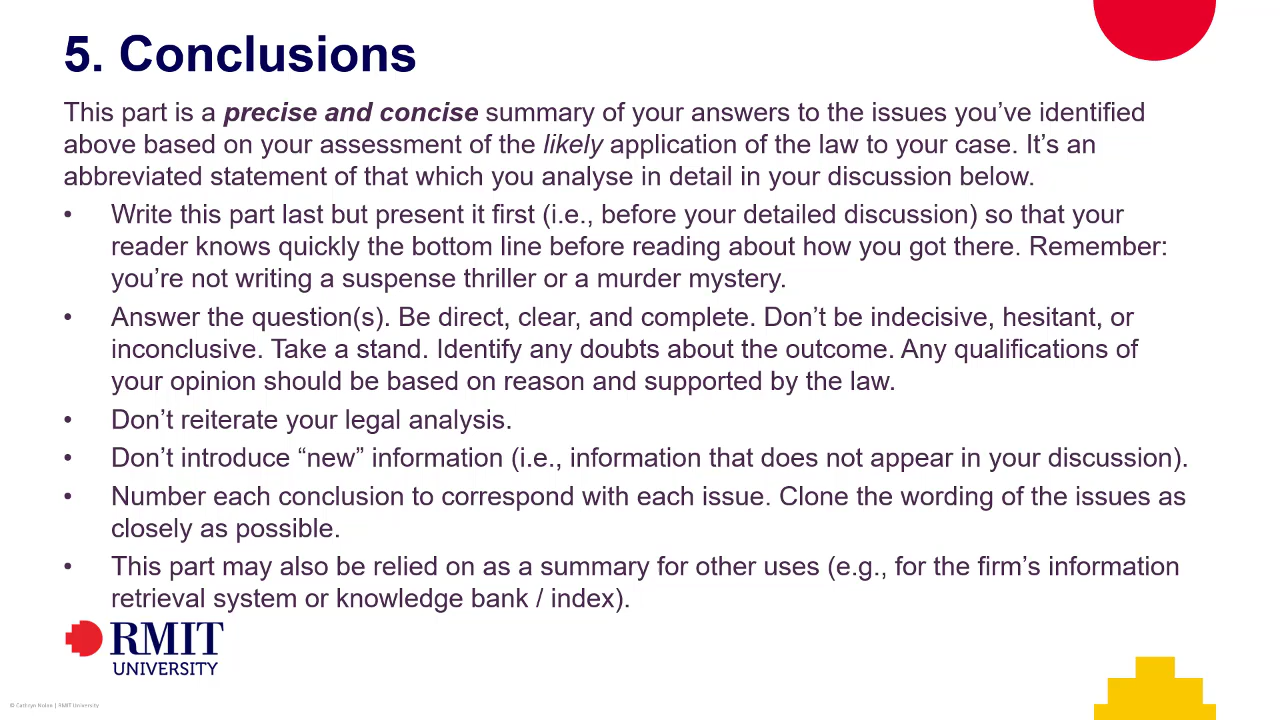 5. Conclusions
This part is a precise and concise summary of your answers to the issues you’ve identified
above based on your assessment of the likely application of the law to your case. It’s an
abbreviated statement of that which you analyse in detail in your discussion below.
• Write this part last but present it first (i.e., before your detailed discussion) so that your
reader knows quickly the bottom line before reading about how you got there. Remember:
you’re not writing a suspense thriller or a murder mystery.
• Answer the question(s). Be direct, clear, and complete. Don’t be indecisive, hesitant, or
inconclusive. Take a stand. Identify any doubts about the outcome. Any qualifications of
your opinion should be based on reason and supported by the law.
• Don’t reiterate your legal analysis.
• Don’t introduce “new” information (i.e., information that does not appear in your discussion).
• Number each conclusion to correspond with each issue. Clone the wording of the issues as
closely as possible.
• This part may also be relied on as a summary for other uses (e.g., for the firm’s information
retrieval system or knowledge bank / index).
RMIT
UNIVERSITY
© Cathryn Nolan | RMIT University